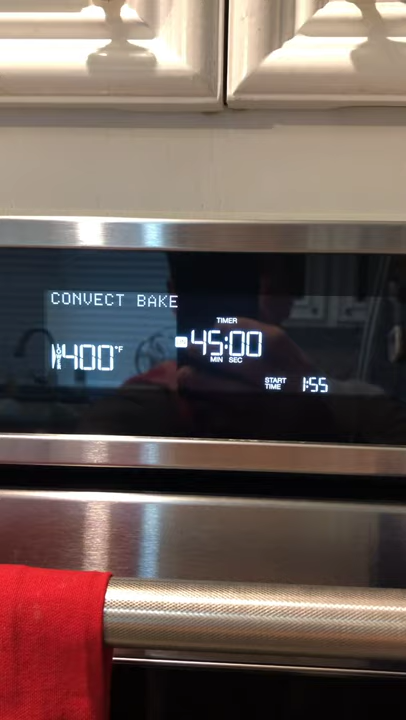 CONVECT BAKE
TIMER
400°F
45:00
MIN SEC
START TIME
1:55